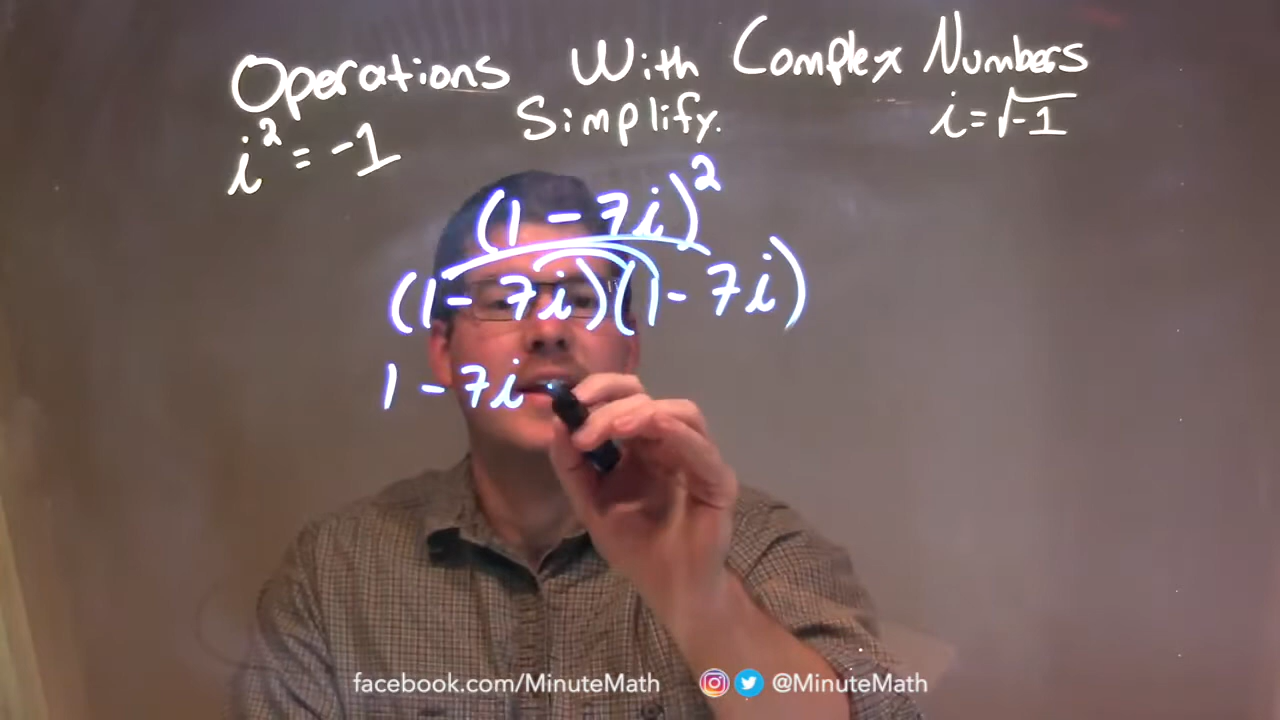 Operations With Complex Numbers
i² = -1 Simplify. i = √-1
(1 - 7i)²
(1 - 7i)(1 - 7i)
1 - 7i
facebook.com/MinuteMath @MinuteMath